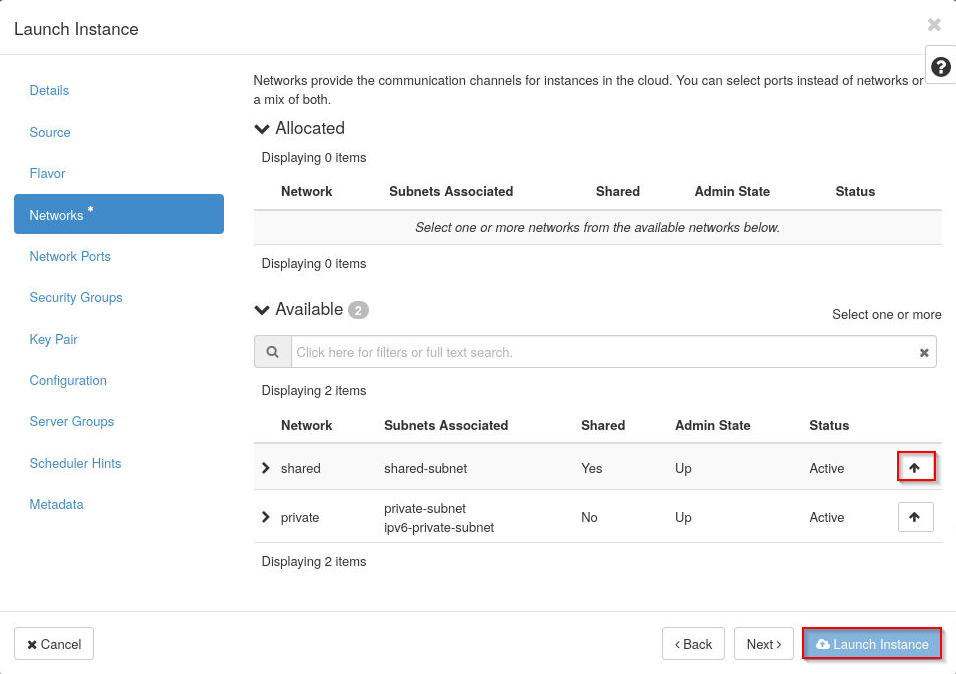 Launch Instance
Details
Source
Flavor
Networks *
Network Ports
Security Groups
Key Pair
Configuration
Server Groups
Scheduler Hints
Metadata
Networks provide the communication channels for instances in the cloud. You can select ports instead of networks or
a mix of both.
Allocated
Displaying 0 items
Network Subnets Associated Shared Admin State Status
Select one or more networks from the available networks below.
Displaying 0 items
Available 2
Select one or more
Click here for filters or full text search.
Displaying 2 items
Network Subnets Associated Shared Admin State Status
shared shared-subnet Yes Up Active
private private-subnet No Up Active
ipv6-private-subnet
Displaying 2 items
Cancel
Back
Next
Launch Instance